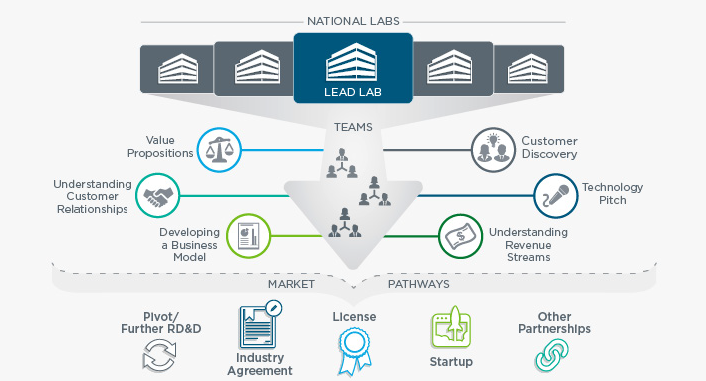 NATIONAL LABS
LEAD LAB
TEAMS
Value
Propositions
Customer
Discovery
Understanding
Customer
Relationships
Technology
Pitch
Developing
a Business
Model
$
Understanding
Revenue
Streams
MARKET PATHWAYS
Pivot/
Further RD&D
Industry
Agreement
License
Startup
Other
Partnerships